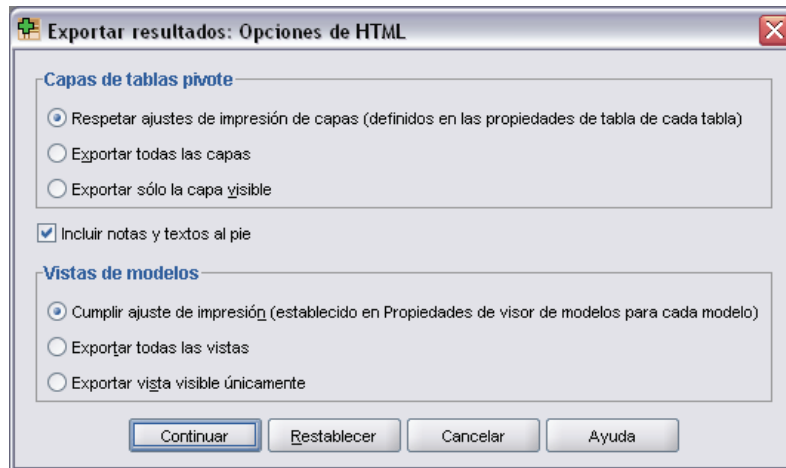 Exportar resultados: Opciones de HTML
Capas de tablas pivote
Respetar ajustes de impresión de capas (definidos en las propiedades de tabla de cada tabla)
Exportar todas las capas
Exportar sólo la capa visible
Incluir notas y textos al pie
Vistas de modelos
Cumplir ajuste de impresión (establecido en Propiedades de visor de modelos para cada modelo)
Exportar todas las vistas
Exportar vista visible únicamente
Continuar Restablecer Cancelar Ayuda